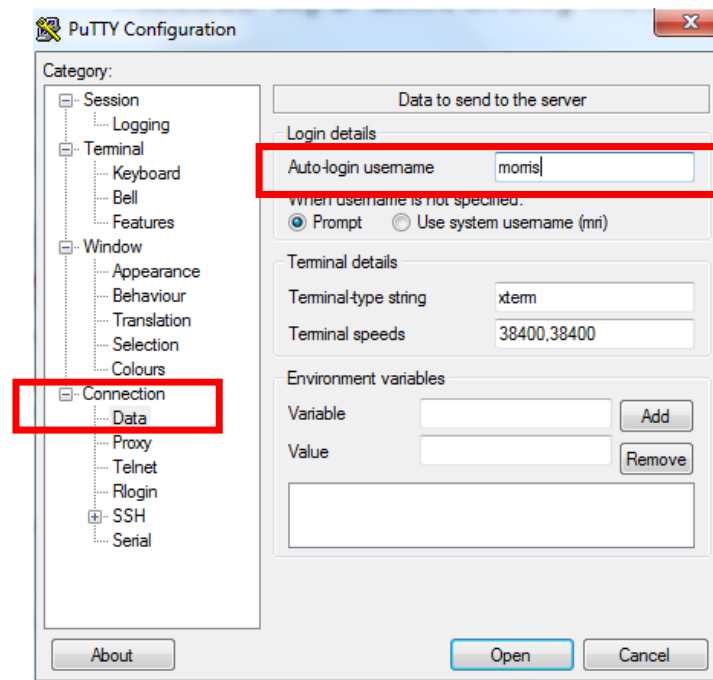 PuTTY Configuration
Category:
Session
Logging
Terminal
Keyboard
Bell
Features
Window
Appearance
Behaviour
Translation
Selection
Colours
Connection
Data
Proxy
Telnet
Rlogin
SSH
Serial
Data to send to the server
Login details
Auto-login username morris
When username is not specified:
Prompt Use system username (mri)
Terminal details
Terminal-type string xterm
Terminal speeds 38400,38400
Environment variables
Variable Add
Value Remove
About Open Cancel